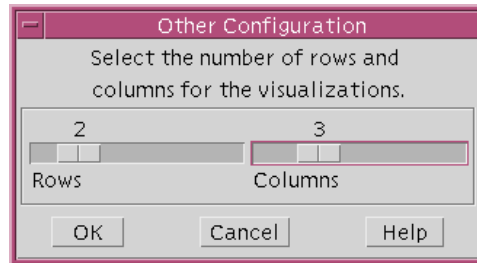 Other Configuration
Select the number of rows and
columns for the visualizations.
2 3
Rows Columns
OK Cancel Help